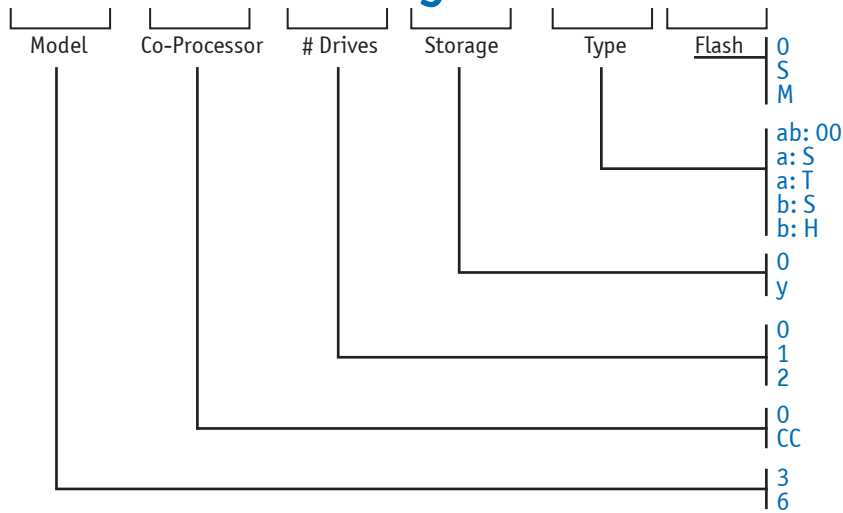 Model Co-Processor # Drives Storage Type Flash
0
S
M
ab: 00
a: S
a: T
b: S
b: H
0
y
0
1
2
0
CC
3
6